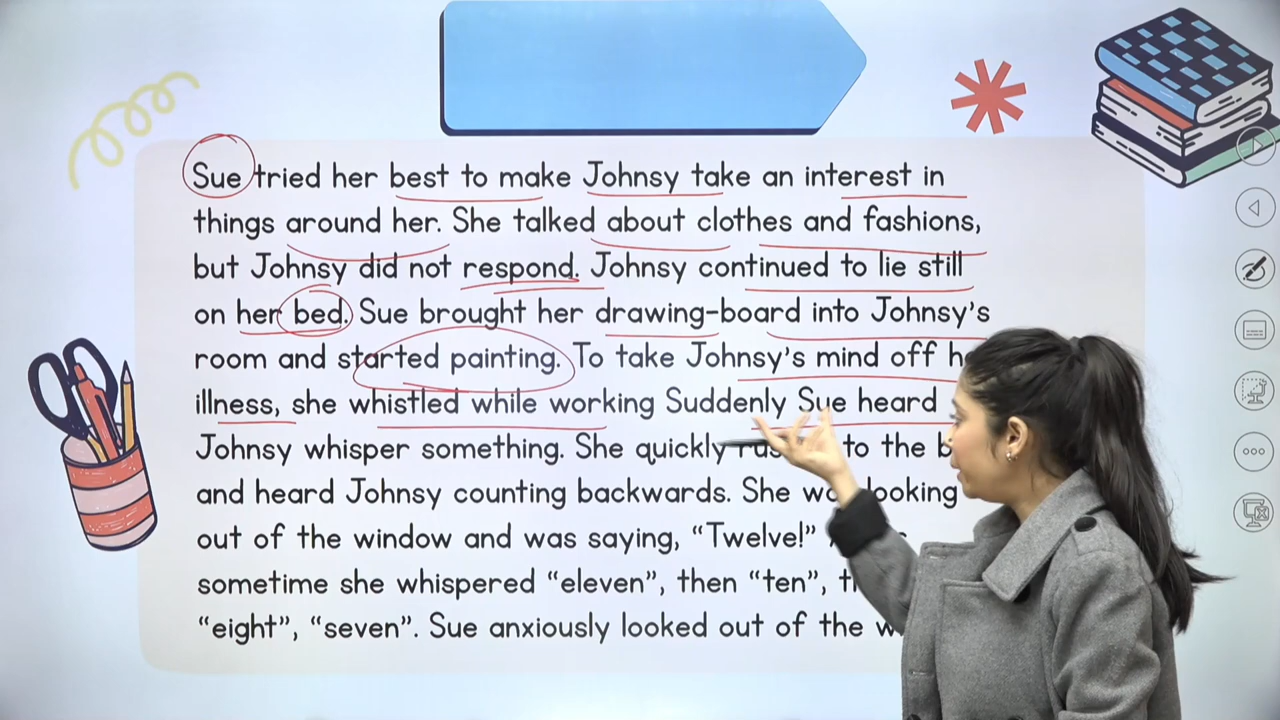 Sue tried her best to make Johnsy take an interest in
things around her. She talked about clothes and fashions,
but Johnsy did not respond. Johnsy continued to lie still
on her bed. Sue brought her drawing-board into Johnsy's
room and started painting. To take Johnsy's mind off
illness, she whistled while working Suddenly Sue heard
Johnsy whisper something. She quickly to the
and heard Johnsy counting backwards. She looking
out of the window and was saying, “Twelve!”
sometime she whispered “eleven”, then “ten”,
“eight”, “seven”. Sue anxiously looked out of the